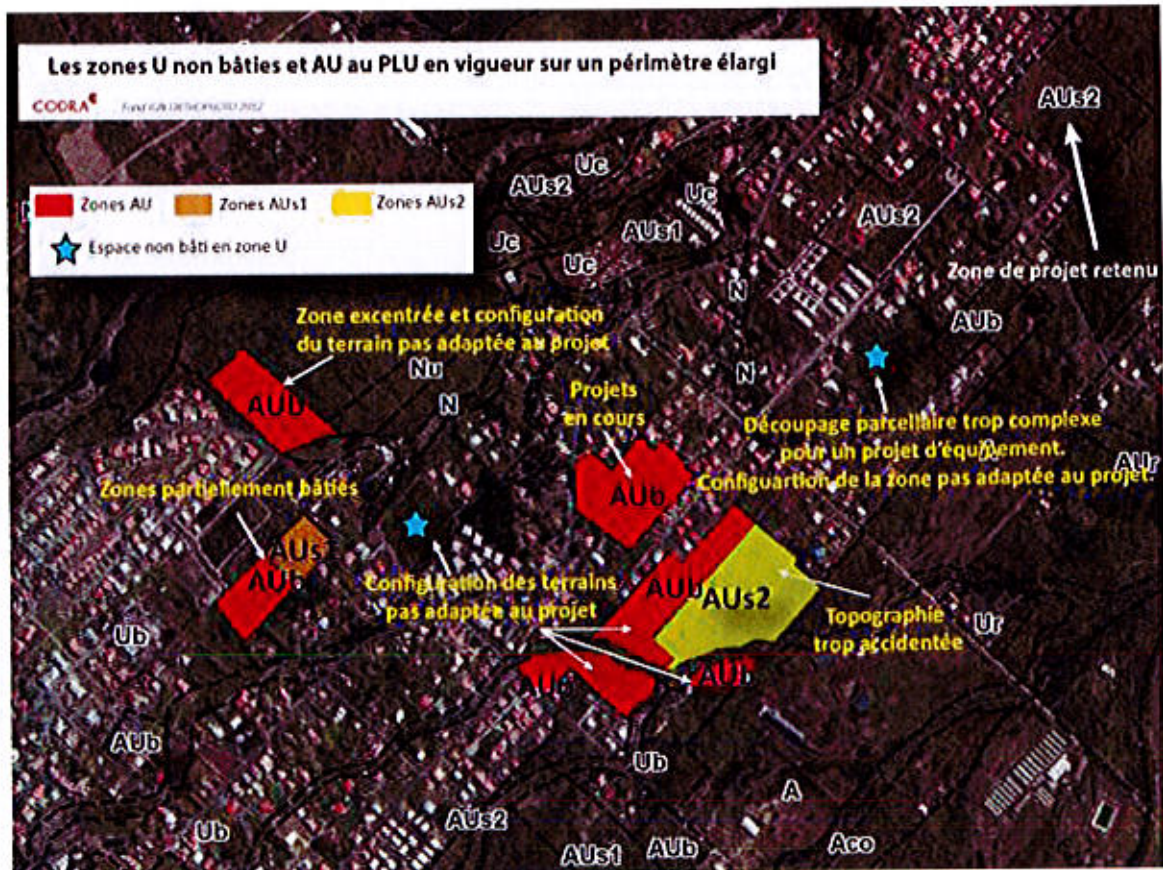 Les zones U non bâties et AU au PLU en vigueur sur un périmètre élargi
CODRA
Fond IGN ORTHOPHOTO 2012
Zones AU
Zones AUs1
Zones AUs2
Espace non bâti en zone U
AUs2
Uc
AUs2
Uc
AUs1
AUs2
Uc
Uc
Zone de projet retenu
N
AUb
Zone excentrée et configuration
du terrain pas adaptée au projet
Nu
N
N
AUb
Projets
en cours
Découpage parcellaire trop complexe
pour un projet d'équipement.
Configuartion de la zone pas adaptée au projet.
AUr
Zones partiellement bâties
AUb
AUs
AUb
Configuration des terrains
pas adaptée au projet
AUb
AUs2
Topographie
trop accidentée
Ur
Ub
AUb
AUb
Ub
A
Ub
AUs2
AUs1
AUb
Aco